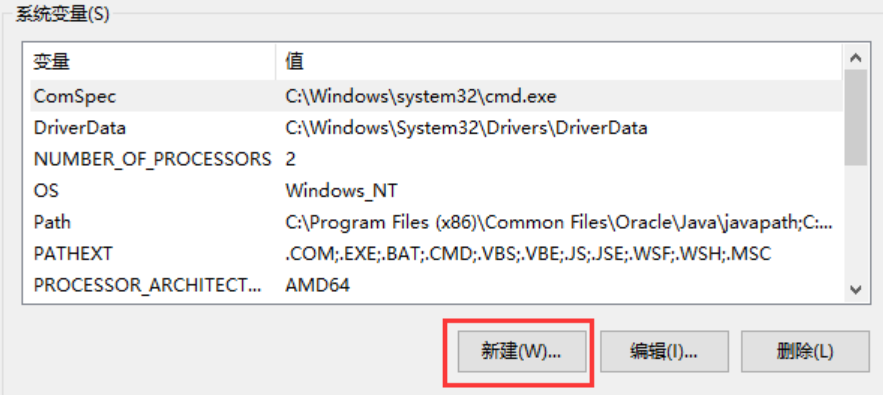 系统变量(S)
变量 值
ComSpec C:\Windows\system32\cmd.exe
DriverData C:\Windows\System32\Drivers\DriverData
NUMBER_OF_PROCESSORS 2
OS Windows_NT
Path C:\Program Files (x86)\Common Files\Oracle\Java\javapath;C:...
PATHEXT .COM;.EXE;.BAT;.CMD;.VBS;.VBE;.JS;.JSE;.WSF;.WSH;.MSC
PROCESSOR_ARCHITECT... AMD64
新建(W)... 编辑(I)... 删除(L)